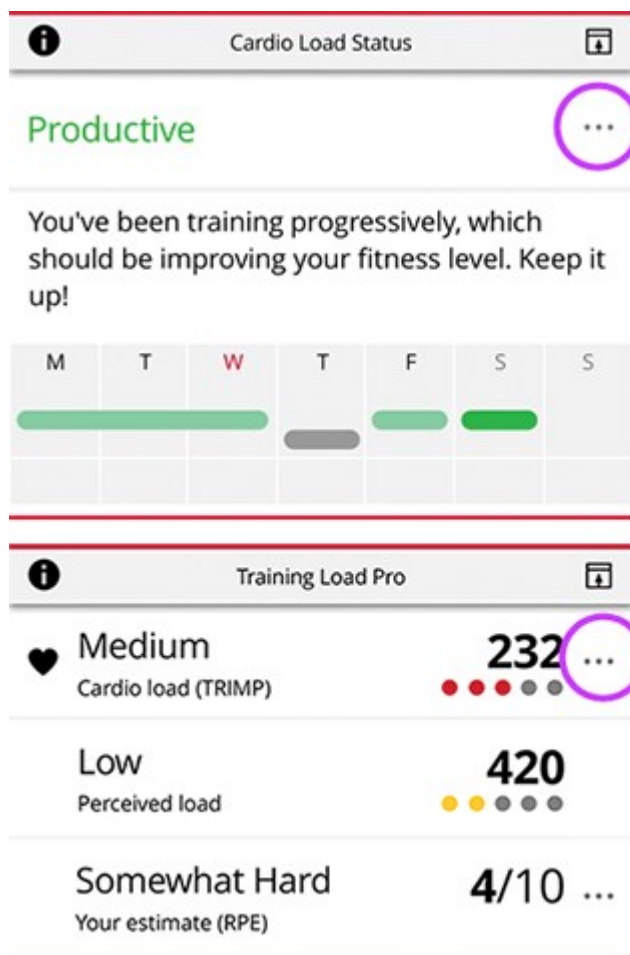 Cardio Load Status
Productive
...
You've been training progressively, which
should be improving your fitness level. Keep it
up!
M T W T F S S
Training Load Pro
Medium 232
Cardio load (TRIMP)
...
Low 420
Perceived load
Somewhat Hard 4/10 ...
Your estimate (RPE)